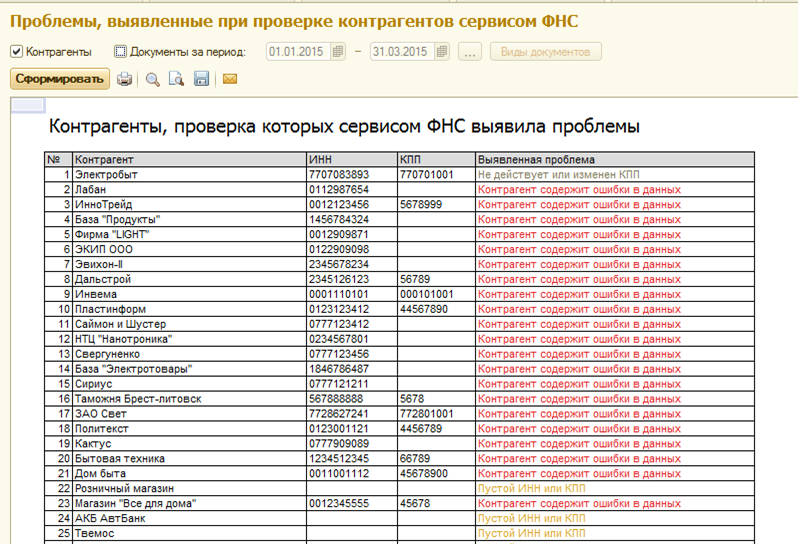 Проблемы, выявленные при проверке контрагентов сервисом ФНС
Контрагенты Документы за период: 01.01.2015 – 31.03.2015 ... Виды документов
Сформировать
Контрагенты, проверка которых сервисом ФНС выявила проблемы
№ Контрагент ИНН КПП Выявленная проблема
1 Электробыт 7707083893 770701001 Не действует или изменен КПП
2 Лабан 0112987654 Контрагент содержит ошибки в данных
3 ИнноТрейд 0012123456 5678999 Контрагент содержит ошибки в данных
4 База "Продукты" 1456784324 Контрагент содержит ошибки в данных
5 Фирма "LIGHT" 0012909871 Контрагент содержит ошибки в данных
6 ЭКИП ООО 0122909098 Контрагент содержит ошибки в данных
7 Эвихон-II 2345678234 Контрагент содержит ошибки в данных
8 Дальстрой 2345126123 56789 Контрагент содержит ошибки в данных
9 Инвема 0001110101 000101001 Контрагент содержит ошибки в данных
10 Пластинформ 0123123412 44567890 Контрагент содержит ошибки в данных
11 Саймон и Шустер 0777123412 Контрагент содержит ошибки в данных
12 НТЦ "Нанотроника" 0234567801 Контрагент содержит ошибки в данных
13 Свергуненко 0777123456 Контрагент содержит ошибки в данных
14 База "Электротовары" 1846786487 Контрагент содержит ошибки в данных
15 Сириус 0777121211 Контрагент содержит ошибки в данных
16 Таможня Брест-литовск 567888888 5678 Контрагент содержит ошибки в данных
17 ЗАО Свет 7728627241 772801001 Контрагент содержит ошибки в данных
18 Политекст 0123001121 4456789 Контрагент содержит ошибки в данных
19 Кактус 0777909089 Контрагент содержит ошибки в данных
20 Бытовая техника 1234512345 66789 Контрагент содержит ошибки в данных
21 Дом быта 0011001112 45678900 Контрагент содержит ошибки в данных
22 Розничный магазин Пустой ИНН или КПП
23 Магазин "Все для дома" 0012345555 45678 Контрагент содержит ошибки в данных
24 АКБ АвтБанк Пустой ИНН или КПП
25 Твемос Пустой ИНН или КПП